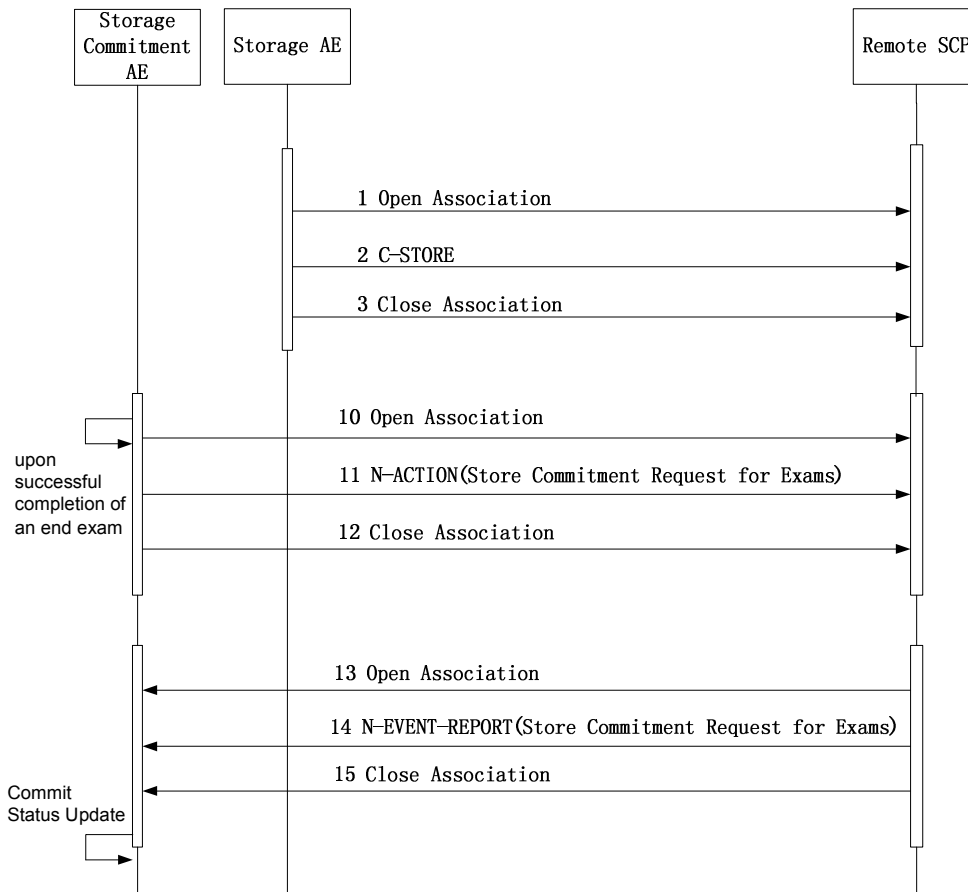 Storage
Commitment
AE
Storage AE
Remote SCP
1 Open Association
2 C-STORE
3 Close Association
10 Open Association
upon
successful
completion of
an end exam
11 N-ACTION(Store Commitment Request for Exams)
12 Close Association
13 Open Association
14 N-EVENT-REPORT(Store Commitment Request for Exams)
15 Close Association
Commit
Status Update